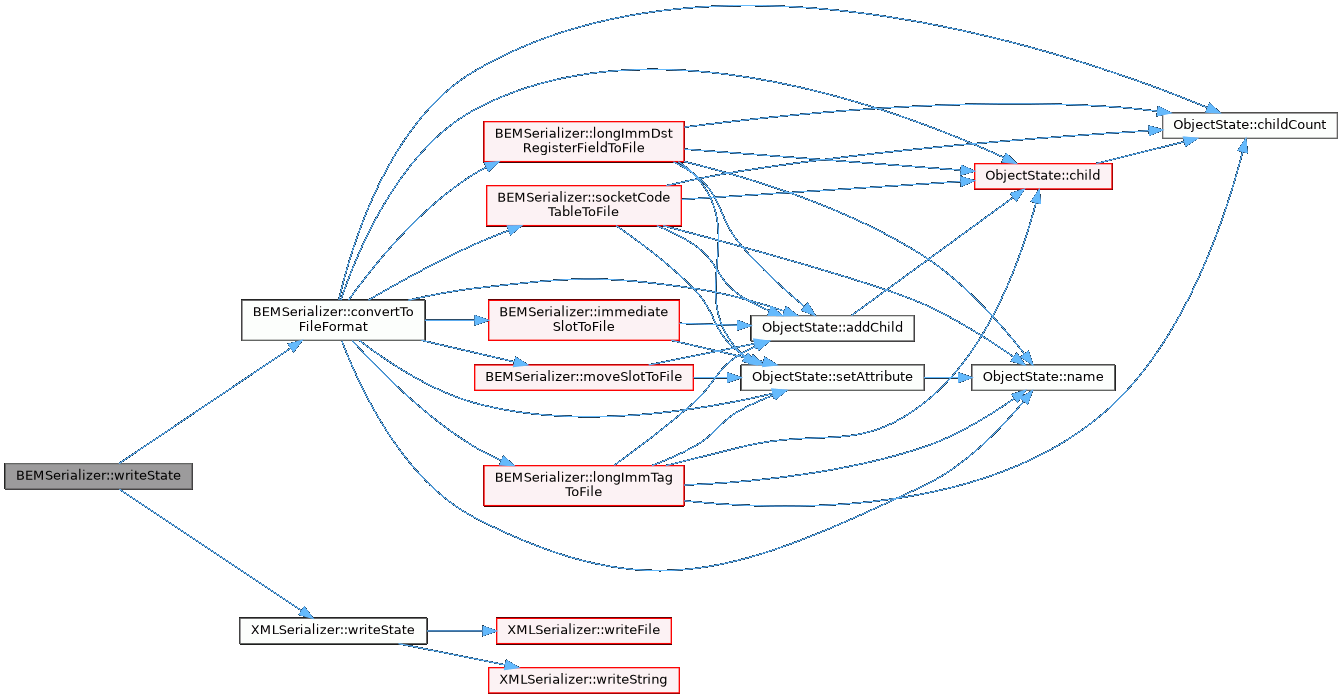 BEMSerializer::writeState
BEMSerializer::convertTo
FileFormat
XMLSerializer::writeState
BEMSerializer::longImmDst
RegisterFieldToFile
BEMSerializer::socketCode
TableToFile
BEMSerializer::immediate
SlotToFile
BEMSerializer::moveSlotToFile
BEMSerializer::longImmTag
ToFile
XMLSerializer::writeFile
XMLSerializer::writeString
ObjectState::addChild
ObjectState::setAttribute
ObjectState::child
ObjectState::name
ObjectState::childCount